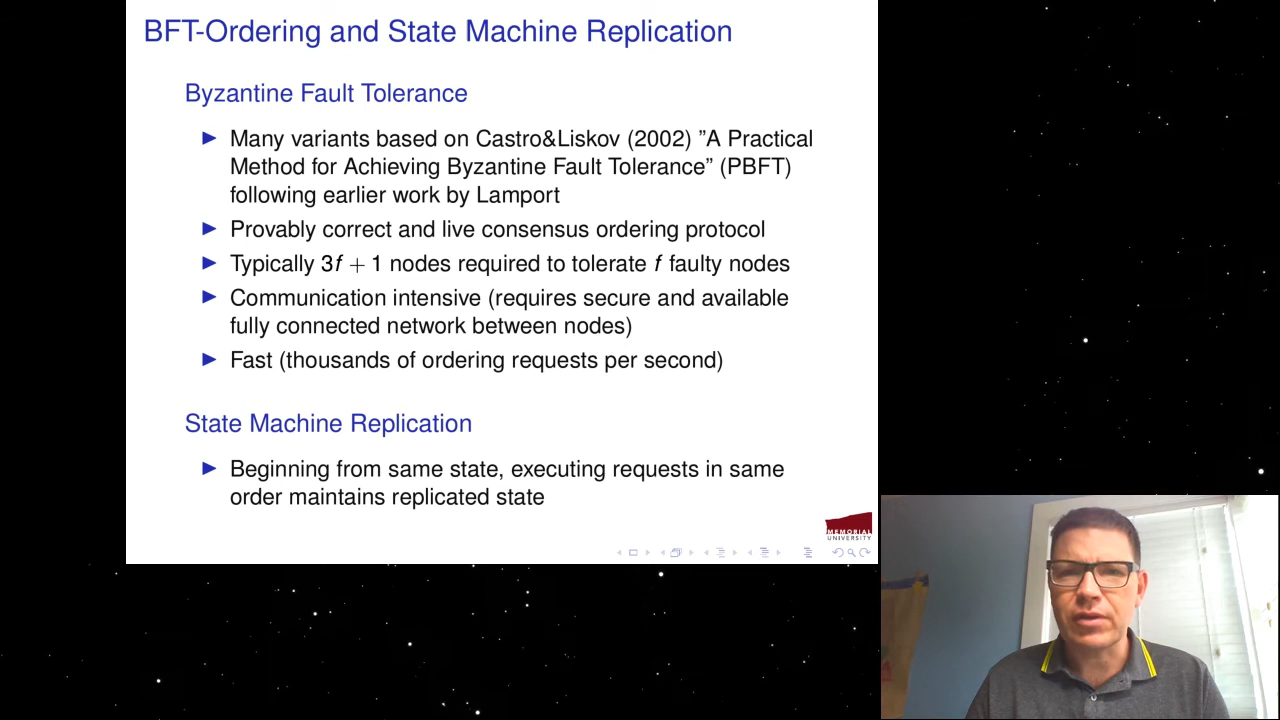 BFT-Ordering and State Machine Replication
Byzantine Fault Tolerance
Many variants based on Castro&Liskov (2002) ”A Practical
Method for Achieving Byzantine Fault Tolerance” (PBFT)
following earlier work by Lamport
Provably correct and live consensus ordering protocol
Typically 3f + 1 nodes required to tolerate f faulty nodes
Communication intensive (requires secure and available
fully connected network between nodes)
Fast (thousands of ordering requests per second)
State Machine Replication
Beginning from same state, executing requests in same
order maintains replicated state
MEMORIAL
UNIVERSITY